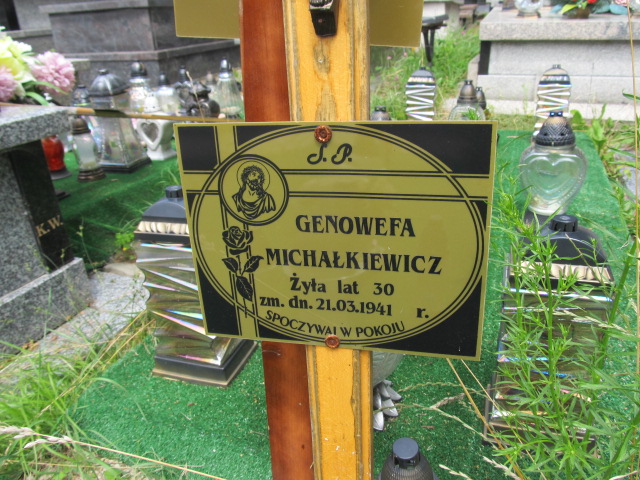 Ś. P.
GENOWEFA
MICHAŁKIEWICZ
Żyła lat 30
zm. dn. 21.03.1941 r.
SPOCZYWAJ W POKOJU
K.W.